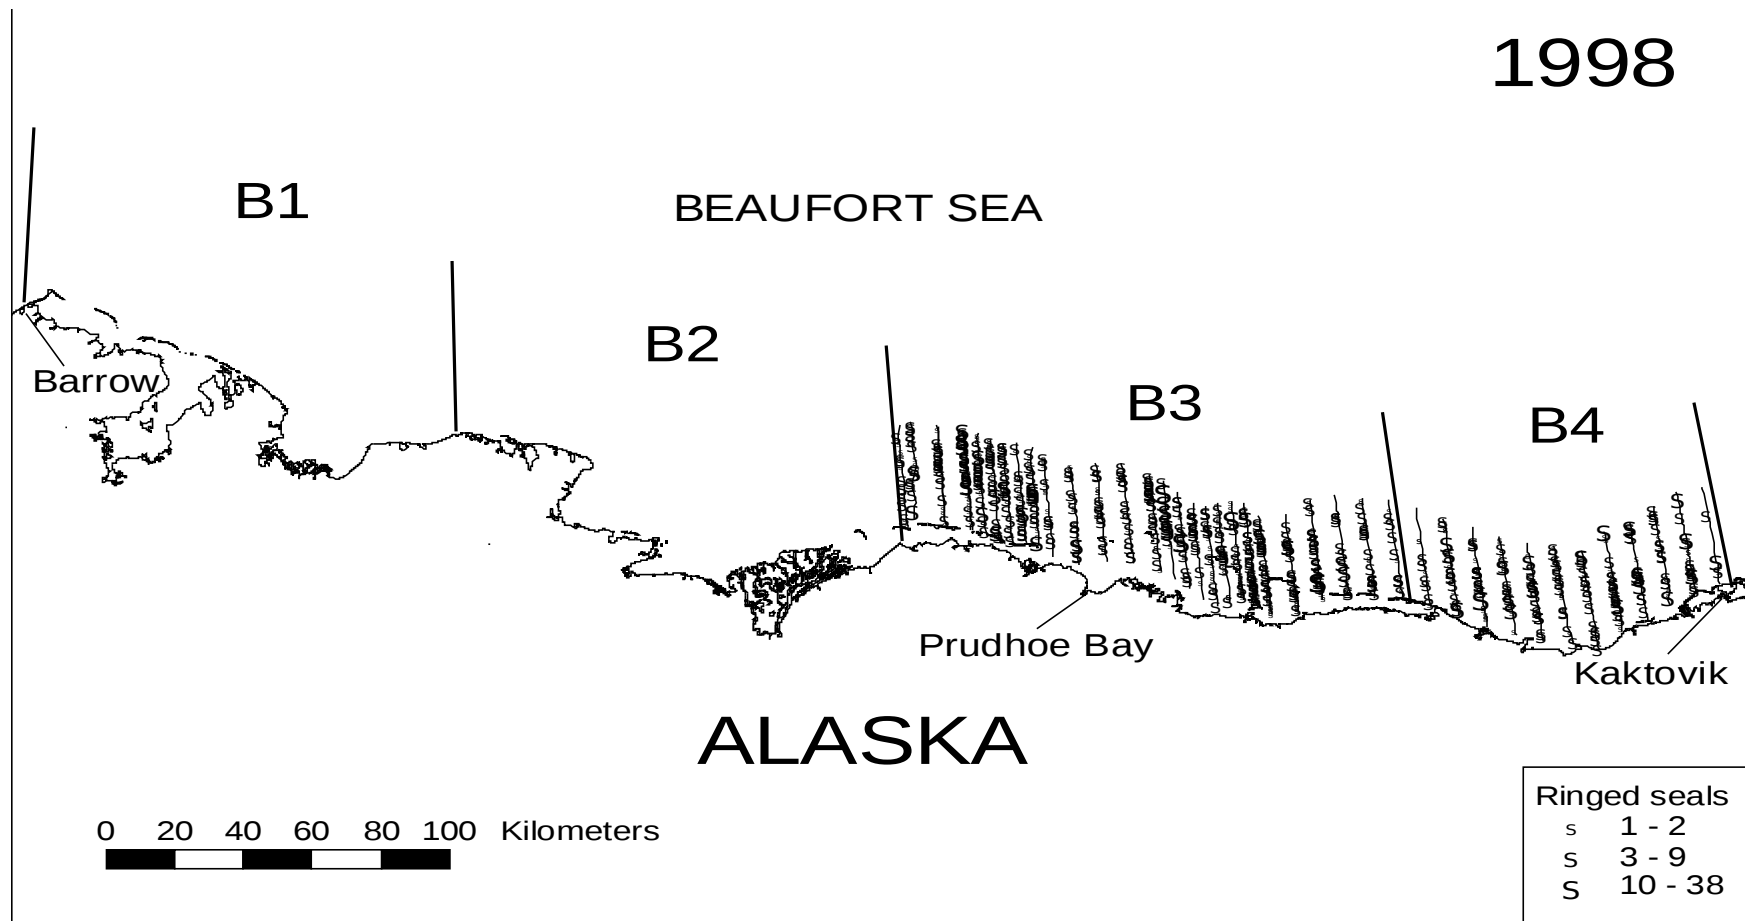 1998
B1
BEAUFORT SEA
B2
B3
B4
Barrow
Prudhoe Bay
Kaktovik
ALASKA
0 20 40 60 80 100 Kilometers
Ringed seals
s 1 - 2
s 3 - 9
s 10 - 38